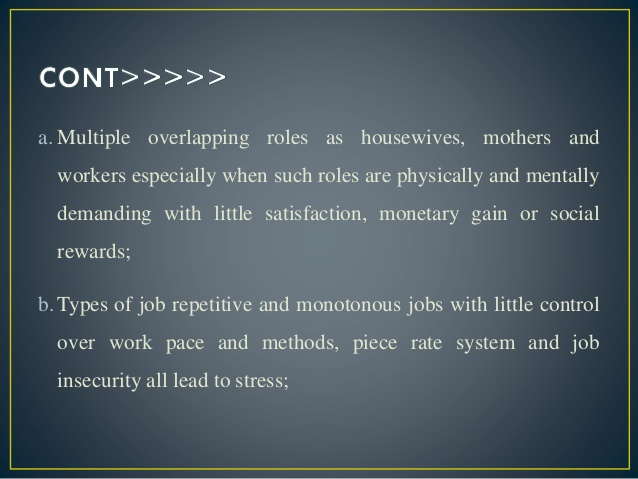 CONT>>>>>
a. Multiple overlapping roles as housewives, mothers and
workers especially when such roles are physically and mentally
demanding with little satisfaction, monetary gain or social
rewards;
b. Types of job repetitive and monotonous jobs with little control
over work pace and methods, piece rate system and job
insecurity all lead to stress;